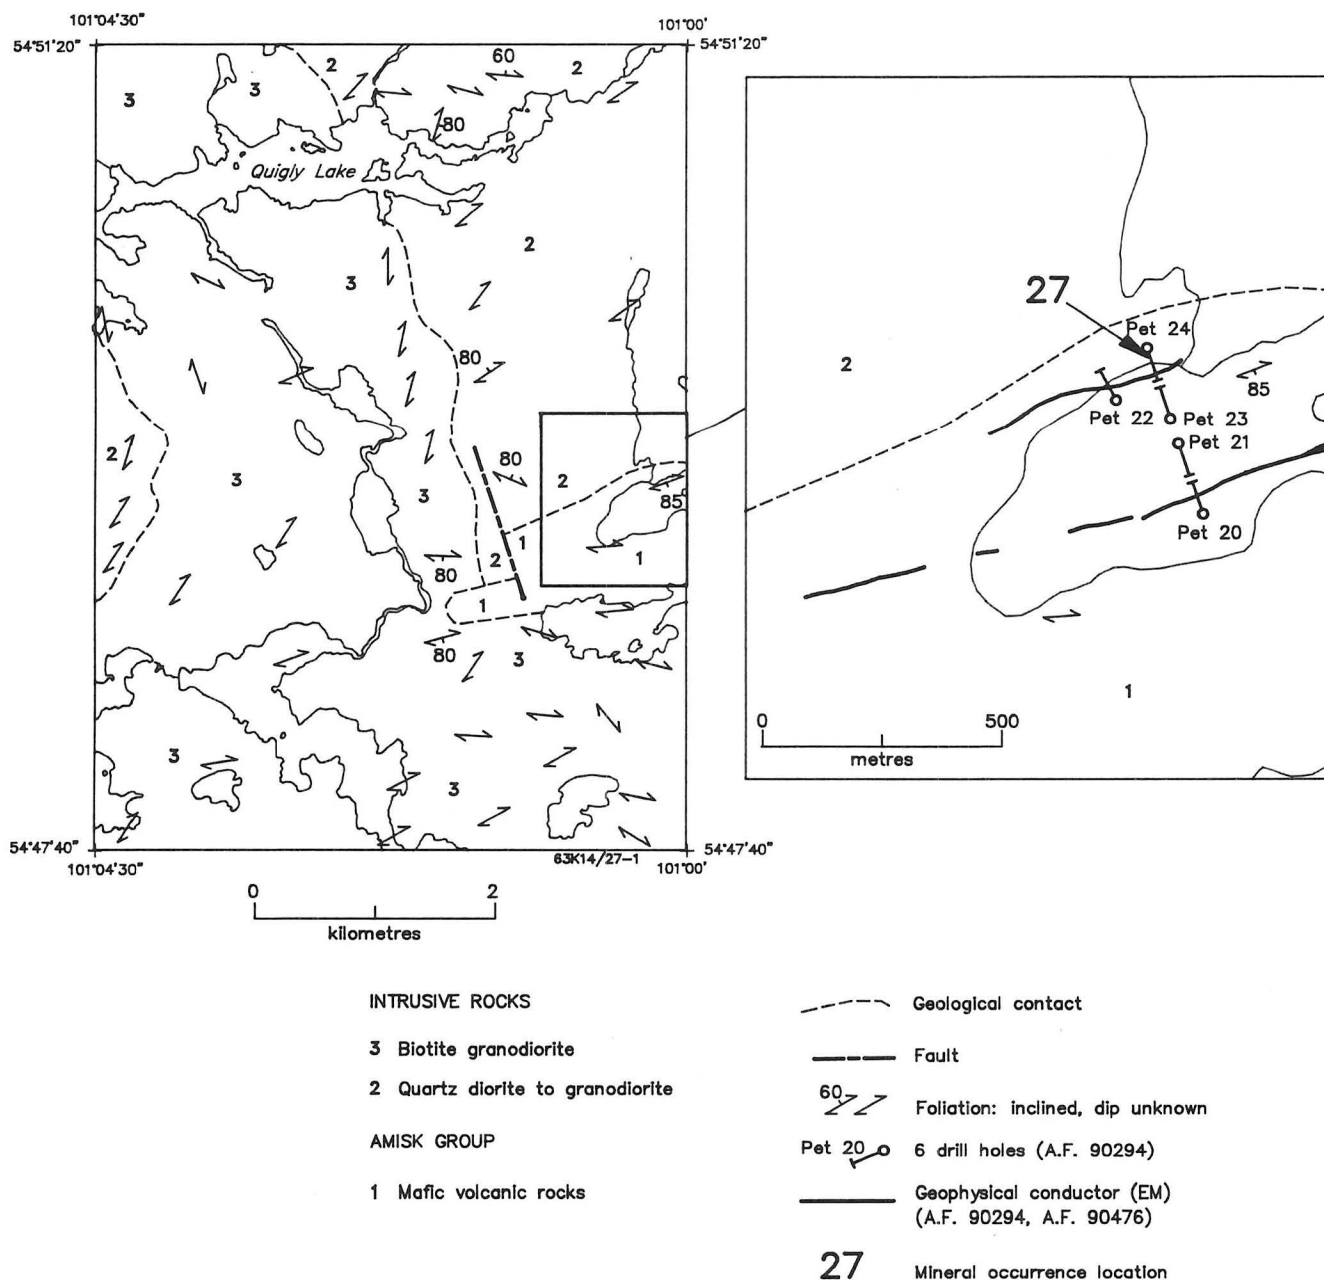 101°04'30"
101°00'
54°51'20"
54°51'20"
60
2
2
3
3
80
Quigly Lake
2
3
80
2
3
3
80
2
85
1
2
1
80
1
80
3
3
3
54°47'40"
54°47'40"
63K14/27-1
101°04'30"
101°00'
0 2
kilometres
27
Pet 24
2
85
Pet 22
Pet 23
Pet 21
Pet 20
1
0 500
metres
INTRUSIVE ROCKS
3 Biotite granodiorite
2 Quartz diorite to granodiorite
AMISK GROUP
1 Mafic volcanic rocks
Geological contact
Fault
60 Foliation: inclined, dip unknown
Pet 20 6 drill holes (A.F. 90294)
Geophysical conductor (EM)
(A.F. 90294, A.F. 90476)
27 Mineral occurrence location